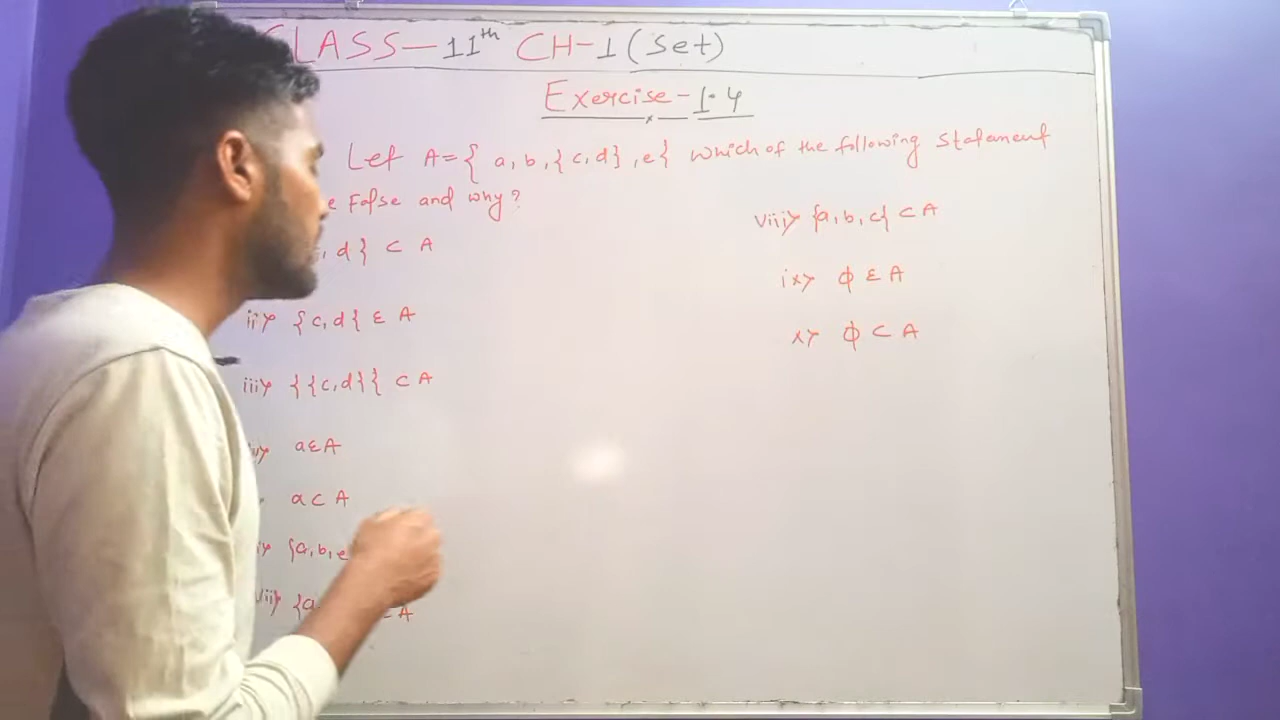 CLASS-11th CH-1 (Set)
Exercise-1.4
Let A={ a, b, {c,d} ,e} which of the following Statement
e False and why?
, d} ⊂ A
ii> {c,d} ε A
iii> {{c,d}} ⊂ A
aεA
a⊂ A
{a,b,e
{a ⊂ A
viii> {a, b, c} ⊂ A
ix> φ ε A
x> φ ⊂ A